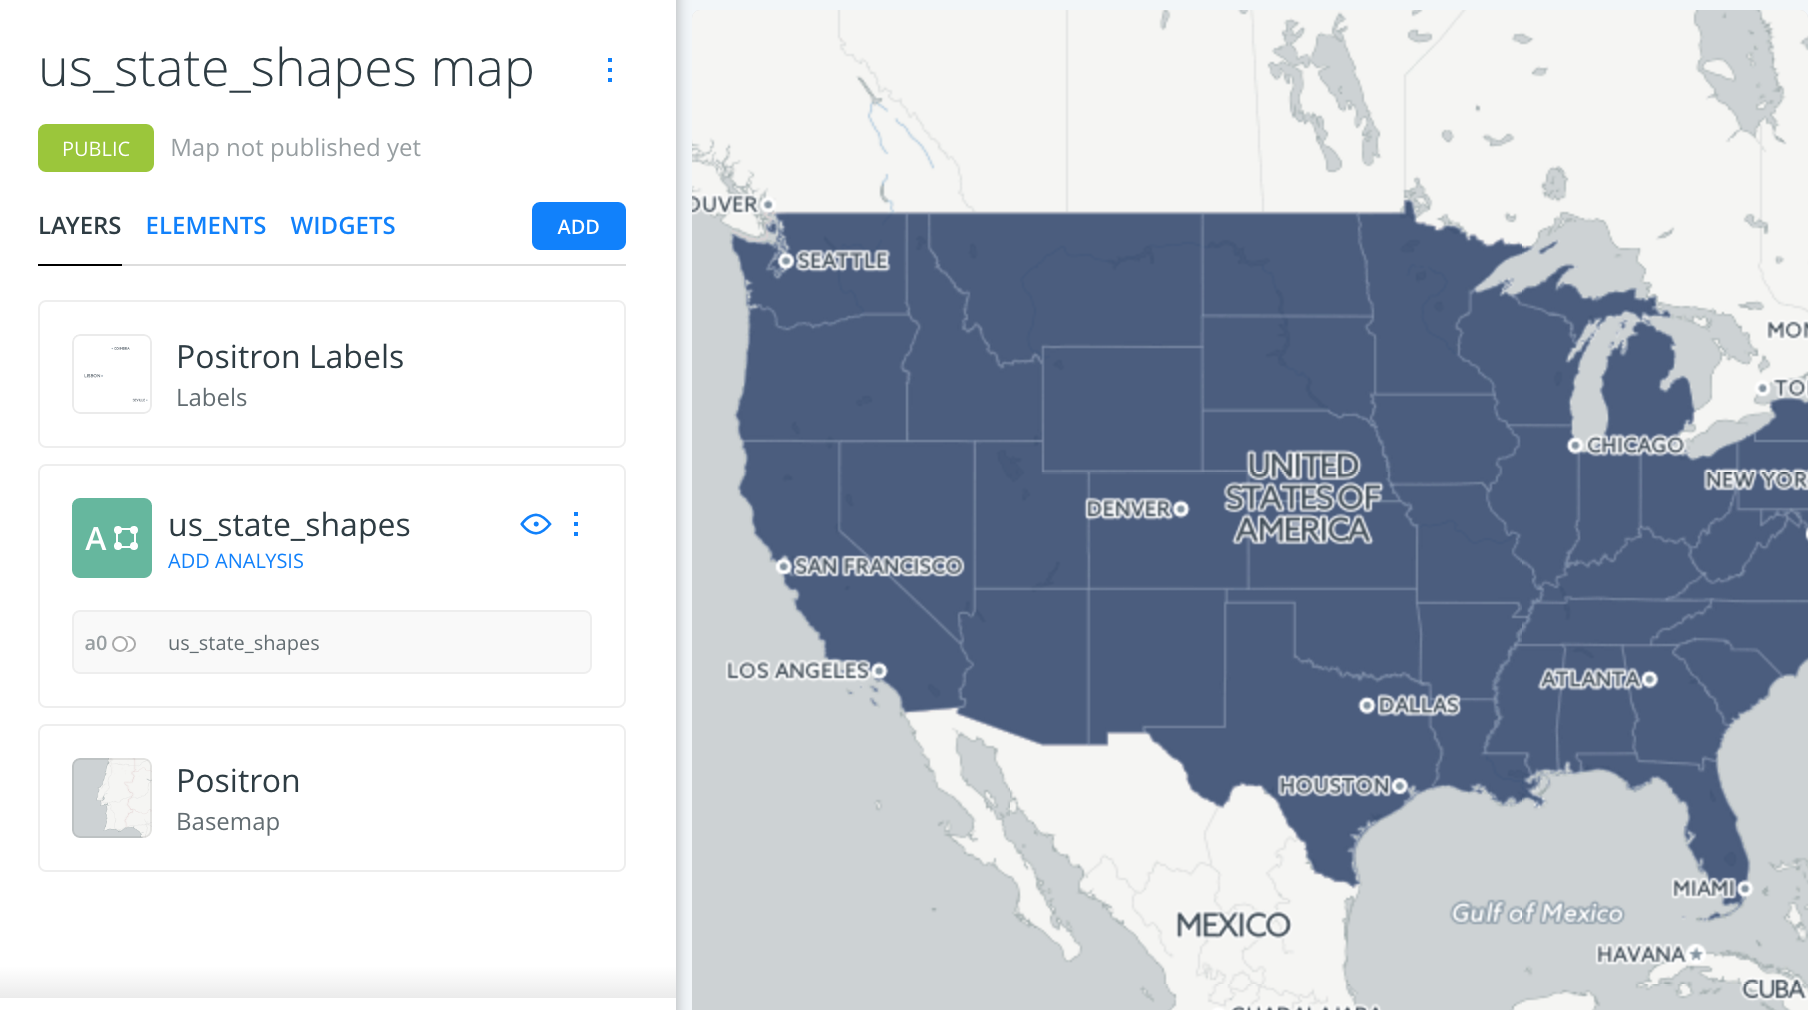 us_state_shapes map
PUBLIC
Map not published yet
LAYERS ELEMENTS WIDGETS
ADD
Positron Labels
Labels
A
us_state_shapes
ADD ANALYSIS
a0
us_state_shapes
Positron
Basemap
OUVER
SEATTLE
MON
TO
CHICAGO
UNITED
STATES OF
AMERICA
NEW YOR
DENVER
SAN FRANCISCO
LOS ANGELES
ATLANTA
DALLAS
HOUSTON
MIAMI
Gulf of Mexico
MEXICO
HAVANA
CUBA